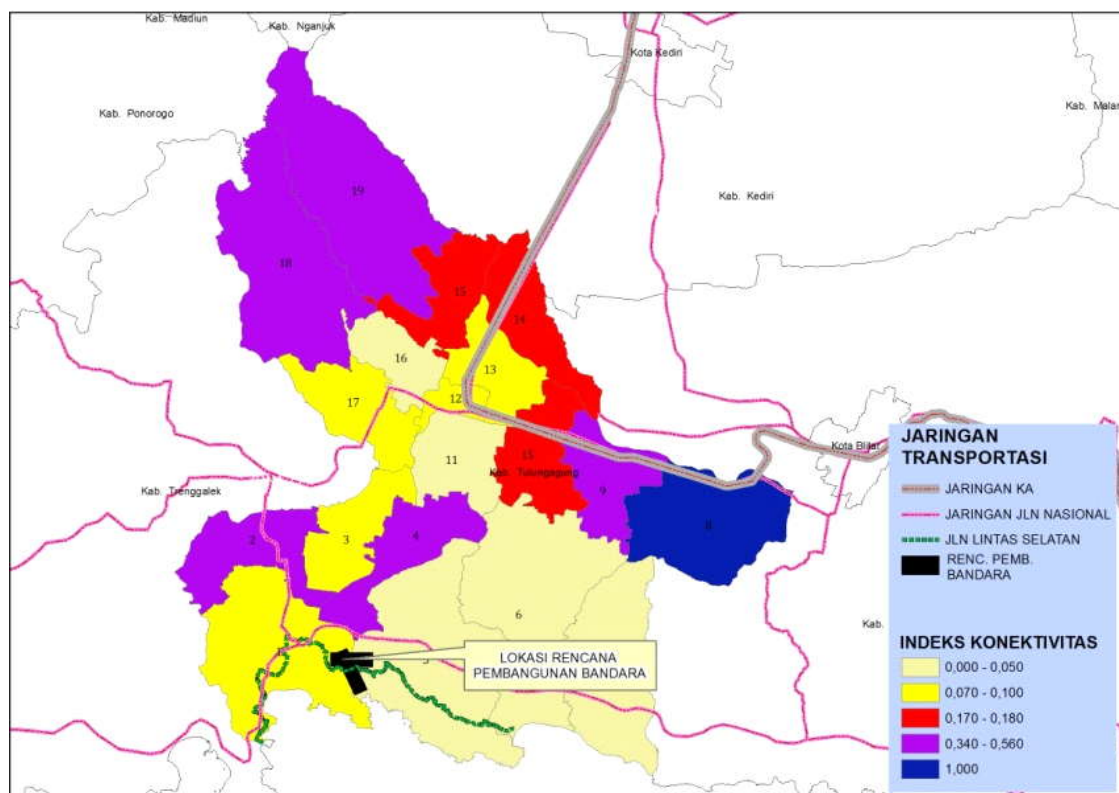 Kab. Madiun
Kab. Nganjuk
Kota Kediri
Kab. Ponorogo
Kab. Malan
Kab. Kediri
19
18
15
14
16
13
17
12
11
15
Kab. Tulungagung
9
8
Kota Blitar
Kab. Trenggalek
2
3
4
6
Kab.
LOKASI RENCANA
PEMBANGUNAN BANDARA
JARINGAN
TRANSPORTASI
JARINGAN KA
JARINGAN JLN NASIONAL
JLN LINTAS SELATAN
RENC. PEMB.
BANDARA
INDEKS KONEKTIVITAS
0,000 - 0,050
0,070 - 0,100
0,170 - 0,180
0,340 - 0,560
1,000